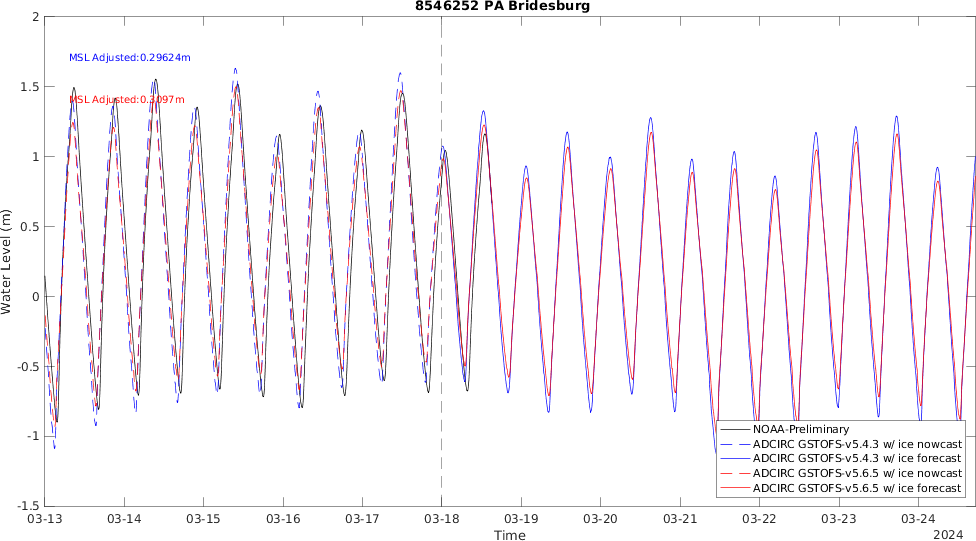 8546252 PA Bridesburg
MSL Adjusted:0.29624m
MSL Adjusted:0.3097m
Water Level (m)
2
1.5
1
0.5
0
-0.5
-1
-1.5
NOAA-Preliminary
ADCIRC GSTOFS-v5.4.3 w/ ice nowcast
ADCIRC GSTOFS-v5.4.3 w/ ice forecast
ADCIRC GSTOFS-v5.6.5 w/ ice nowcast
ADCIRC GSTOFS-v5.6.5 w/ ice forecast
03-13 03-14 03-15 03-16 03-17 03-18 03-19 03-20 03-21 03-22 03-23 03-24
Time
2024